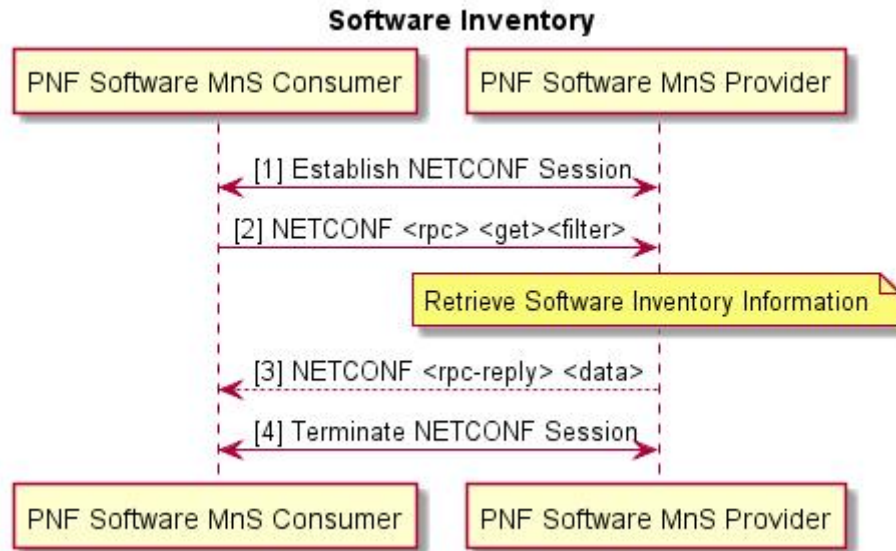 Software Inventory
PNF Software MnS Consumer
PNF Software MnS Provider
[1] Establish NETCONF Session
[2] NETCONF <rpc> <get><filter>
Retrieve Software Inventory Information
[3] NETCONF <rpc-reply> <data>
[4] Terminate NETCONF Session
PNF Software MnS Consumer
PNF Software MnS Provider